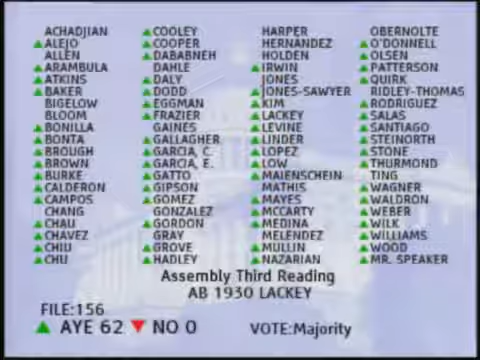 ACHADJIAN COOLEY HARPER OBERNOLTE
ALEJO COOPER HERNANDEZ O'DONNELL
ALLEN DABABNEH HOLDEN OLSEN
ARAMBULA DAHLE IRWIN PATTERSON
ATKINS DALY JONES QUIRK
BAKER DODD JONES-SAWYER RIDLEY-THOMAS
BIGELOW EGGMAN KIM RODRIGUEZ
BLOOM FRAZIER LACKEY SALAS
BONILLA GAINES LEVINE SANTIAGO
BONTA GALLAGHER LINDER STEINORTH
BROUGH GARCIA, C. LOPEZ STONE
BROWN GARCIA, E. LOW THURMOND
BURKE GATTO MAIENSCHEIN TING
CALDERON GIPSON MATHIS WAGNER
CAMPOS GOMEZ MAYES WALDRON
CHANG GONZALEZ MCCARTY WEBER
CHAU GORDON MEDINA WILK
CHAVEZ GRAY MELENDEZ WILLIAMS
CHIU GROVE MULLIN WOOD
CHU HADLEY NAZARIAN MR. SPEAKER
Assembly Third Reading
AB 1930 LACKEY
FILE:156
AYE 62 NO 0 VOTE:Majority